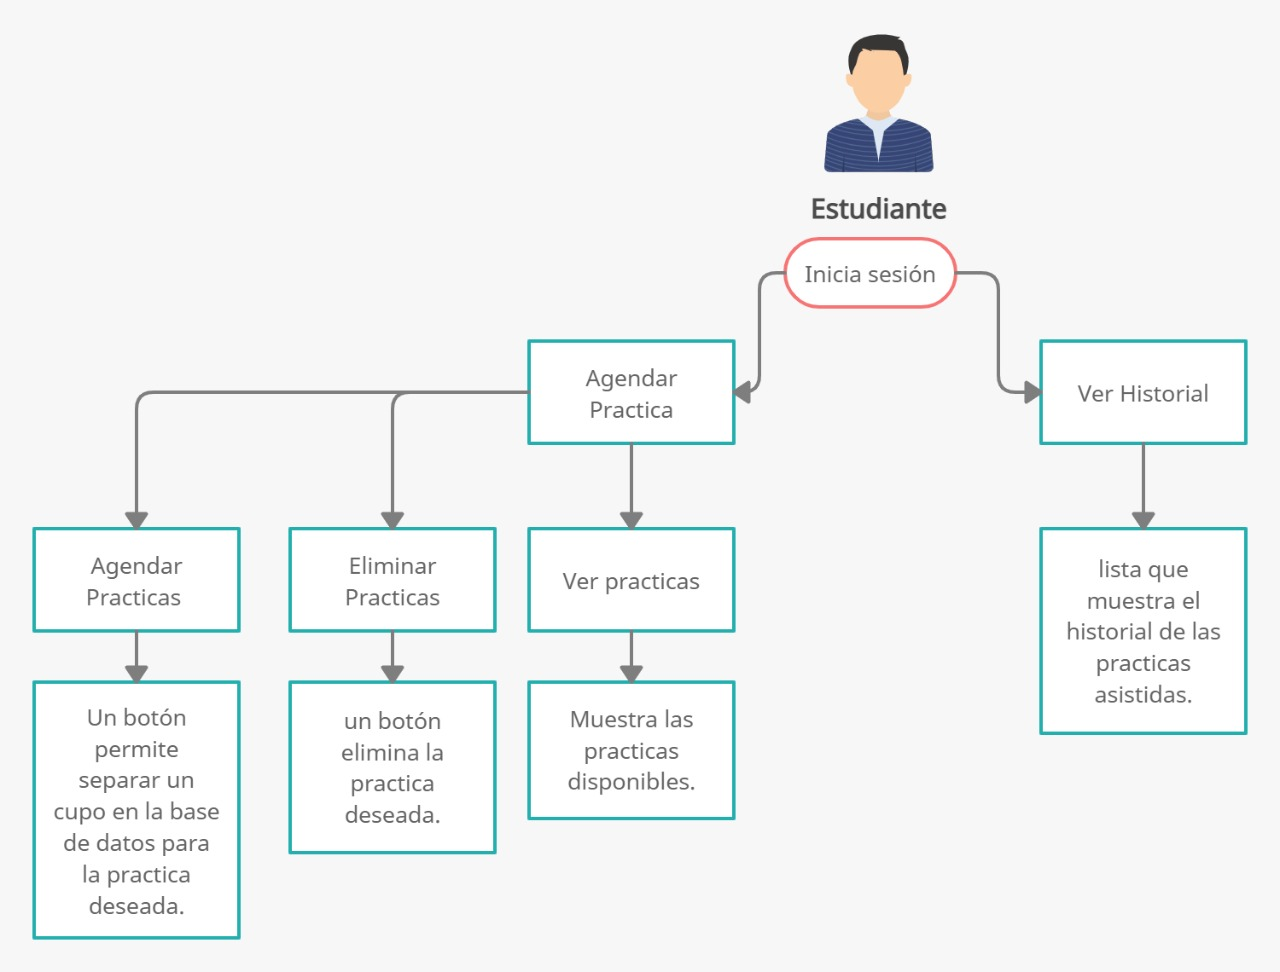 Estudiante
Inicia sesión
Agendar
Practica
Ver Historial
Agendar
Practicas
Eliminar
Practicas
Ver practicas
lista que
muestra el
historial de las
practicas
asistidas.
Un botón
permite
separar un
cupo en la base
de datos para
la practica
deseada.
un botón
elimina la
practica
deseada.
Muestra las
practicas
disponibles.